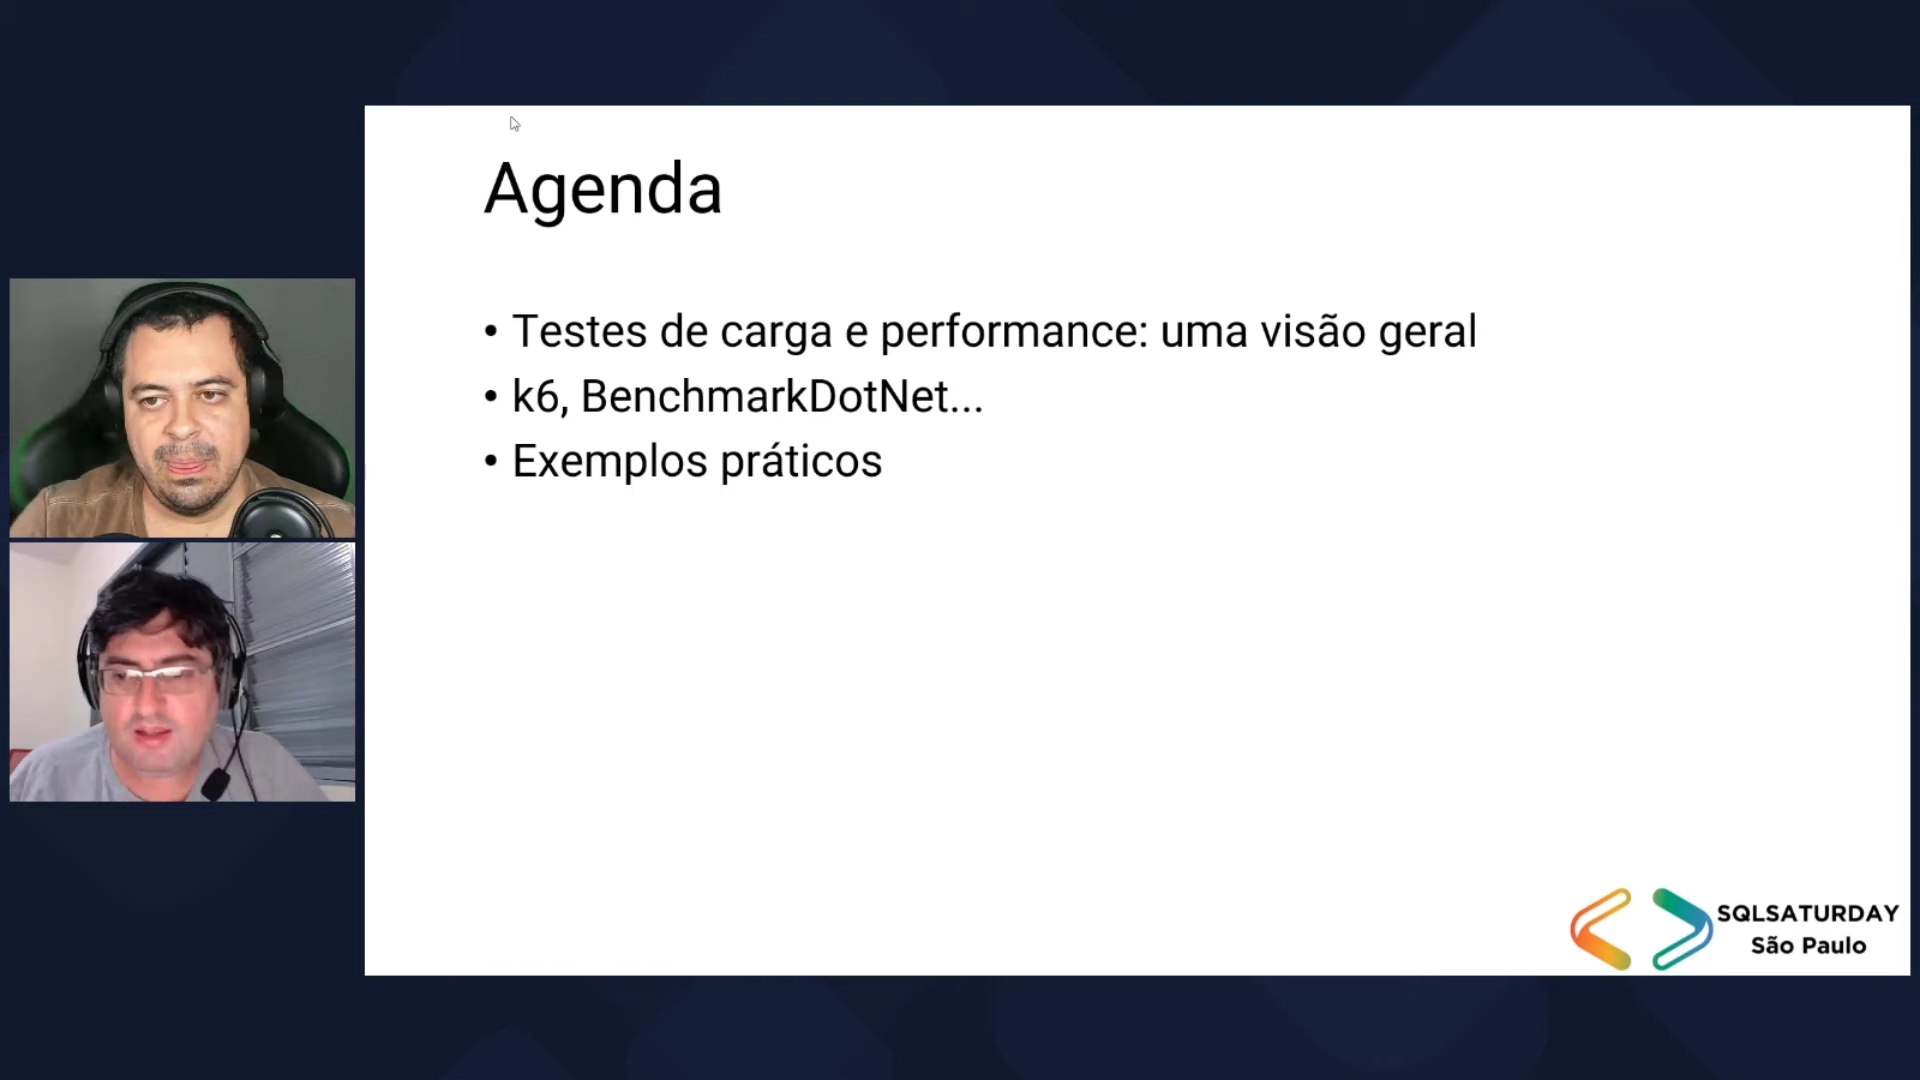 Agenda
• Testes de carga e performance: uma visão geral
• k6, BenchmarkDotNet...
• Exemplos práticos
SQLSATURDAY
São Paulo